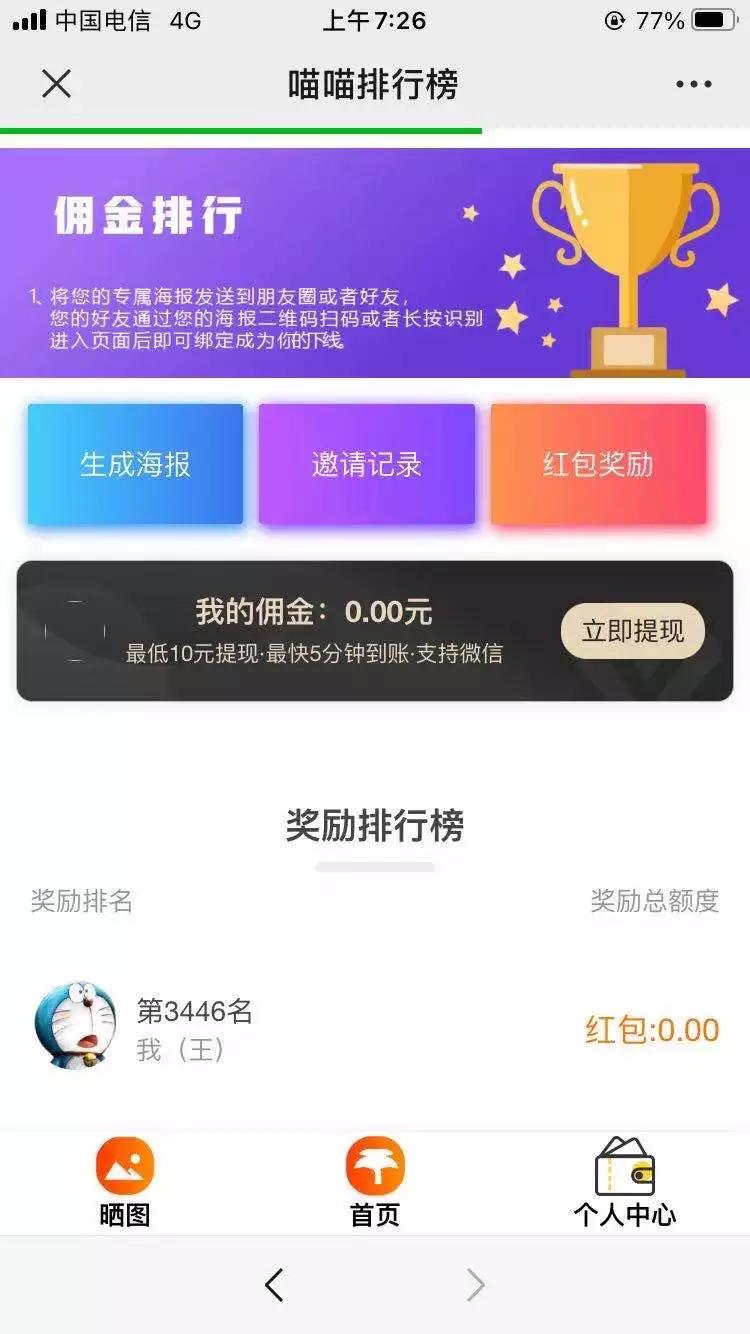 中国电信 4G 上午7:26 77%
喵喵排行榜
佣金排行
1、将您的专属海报发送到朋友圈或者好友，
您的好友通过您的海报二维码扫码或者长按识别
进入页面后即可绑定成为你的下线。
生成海报 邀请记录 红包奖励
我的佣金：0.00元
最低10元提现·最快5分钟到账·支持微信
立即提现
奖励排行榜
奖励排名 奖励总额度
第3446名
我（王）
红包:0.00
晒图 首页 个人中心